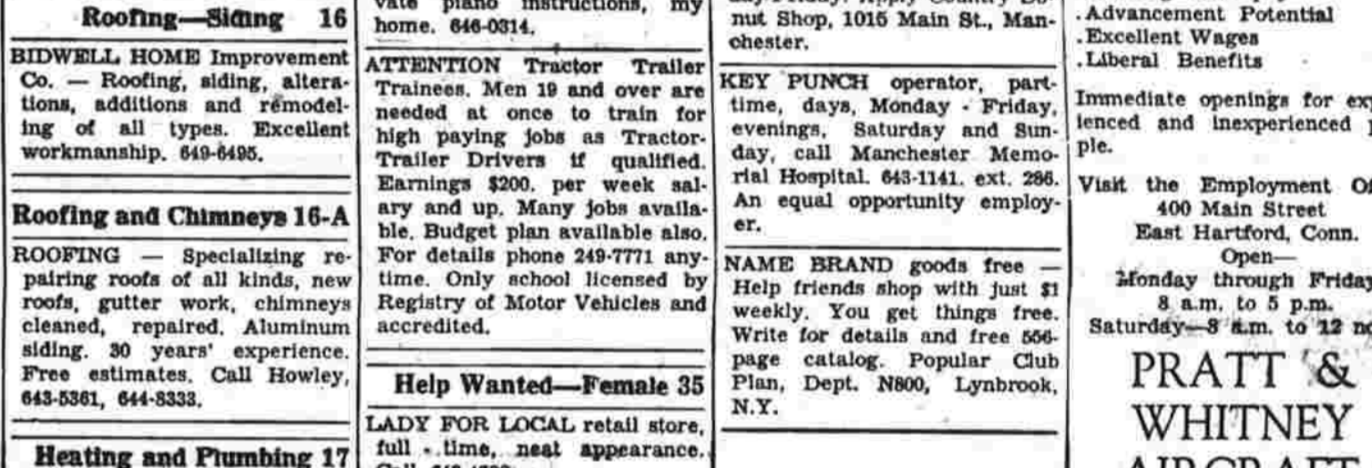 Roofing—Siding 16
BIDWELL HOME Improvement
Co. — Roofing, siding, altera-
tions, additions and remodel-
ing of all types. Excellent
workmanship. 649-6495.
Roofing and Chimneys 16-A
ROOFING — Specializing re-
pairing roofs of all kinds, new
roofs, gutter work, chimneys
cleaned, repaired. Aluminum
siding. 30 years' experience.
Free estimates. Call Howley,
643-5361, 644-8333.
Heating and Plumbing 17
vate piano instructions, my
home. 646-0314.
ATTENTION Tractor Trailer
Trainees. Men 19 and over are
needed at once to train for
high paying jobs as Tractor-
Trailer Drivers if qualified.
Earnings $200. per week sal-
ary and up. Many jobs availa-
ble. Budget plan available also.
For details phone 249-7771 any-
time. Only school licensed by
Registry of Motor Vehicles and
accredited.
Help Wanted—Female 35
LADY FOR LOCAL retail store,
full - time, neat appearance.
nut Shop, 1015 Main St., Man-
chester.
KEY PUNCH operator, part-
time, days, Monday - Friday,
evenings, Saturday and Sun-
day, call Manchester Memo-
rial Hospital. 643-1141. ext. 286.
An equal opportunity employ-
er.
NAME BRAND goods free —
Help friends shop with just $1
weekly. You get things free.
Write for details and free 556-
page catalog. Popular Club
Plan, Dept. N800, Lynbrook,
N.Y.
.Advancement Potential
.Excellent Wages
.Liberal Benefits
Immediate openings for
ienced and inexperienced
ple.
Visit the Employment
400 Main Street
East Hartford, Conn.
Open—
Monday through Friday
8 a.m. to 5 p.m.
Saturday—8 a.m. to 12
PRATT &
WHITNEY
AIRCRAFT